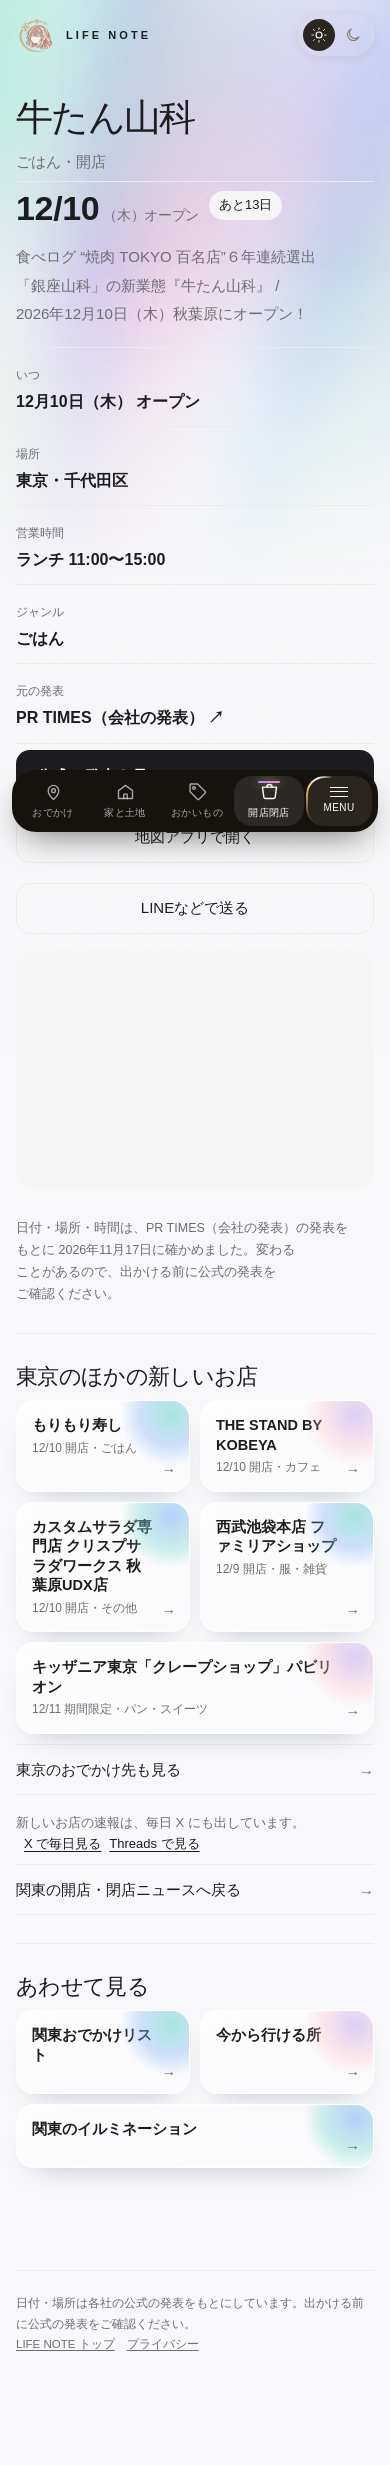 LIFE NOTE
牛たん山科
ごはん・開店
12/10 （木）オープン あと13日
食べログ “焼肉 TOKYO 百名店”６年連続選出
「銀座山科」の新業態『牛たん山科』 /
2026年12月10日（木）秋葉原にオープン！
いつ
12月10日（木） オープン
場所
東京・千代田区
営業時間
ランチ 11:00〜15:00
ジャンル
ごはん
元の発表
PR TIMES（会社の発表） ↗
おでかけ 家と土地 おかいもの 開店閉店 MENU
地図アプリで開く
LINEなどで送る
日付・場所・時間は、PR TIMES（会社の発表）の発表を
もとに 2026年11月17日に確かめました。変わる
ことがあるので、出かける前に公式の発表を
ご確認ください。
東京のほかの新しいお店
もりもり寿し
12/10 開店・ごはん
→
THE STAND BY
KOBEYA
12/10 開店・カフェ
→
カスタムサラダ専
門店 クリスプサ
ラダワークス 秋
葉原UDX店
12/10 開店・その他
→
西武池袋本店 フ
ァミリアショップ
12/9 開店・服・雑貨
→
キッザニア東京「クレープショップ」パビリ
オン
12/11 期間限定・パン・スイーツ
→
東京のおでかけ先も見る →
新しいお店の速報は、毎日 X にも出しています。
X で毎日見る Threads で見る
関東の開店・閉店ニュースへ戻る →
あわせて見る
関東おでかけリス
ト
→
今から行ける所
→
関東のイルミネーション
→
日付・場所は各社の公式の発表をもとにしています。出かける前
に公式の発表をご確認ください。
LIFE NOTE トップ プライバシー